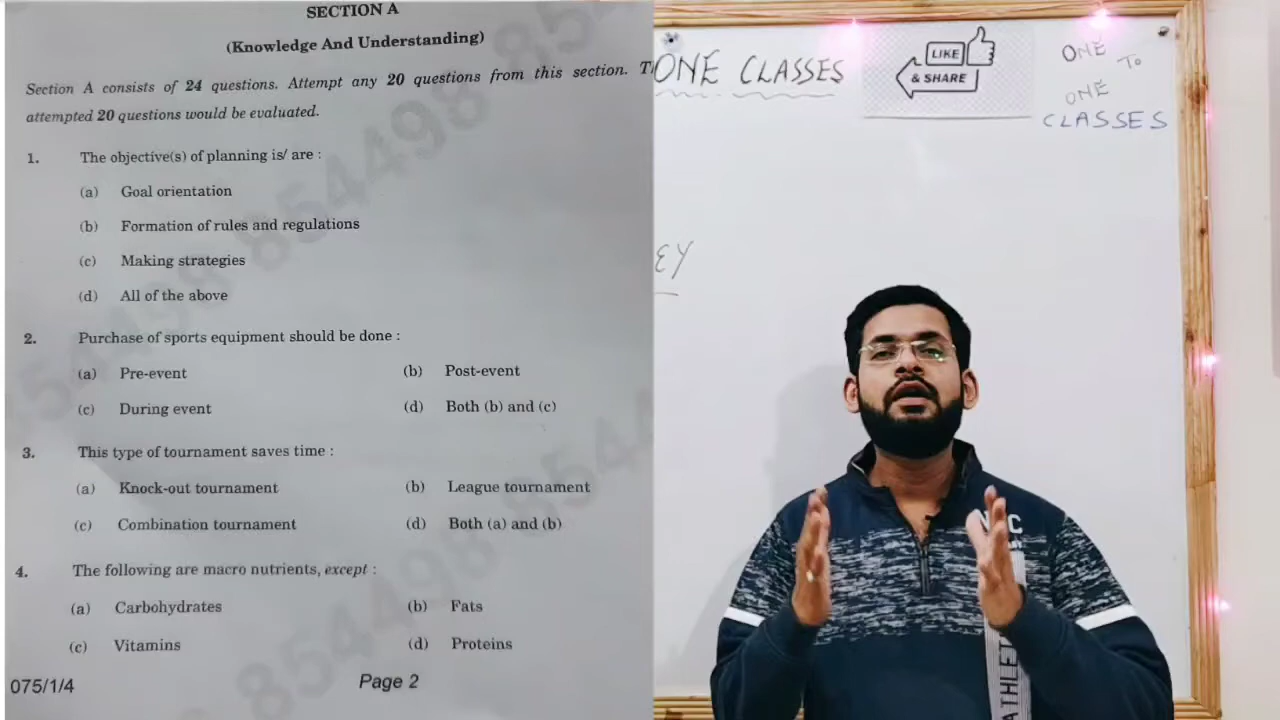 SECTION A
(Knowledge And Understanding)
Section A consists of 24 questions. Attempt any 20 questions from this section.
attempted 20 questions would be evaluated.
1. The objective(s) of planning is/ are :
(a) Goal orientation
(b) Formation of rules and regulations
(c) Making strategies
(d) All of the above
2. Purchase of sports equipment should be done :
(a) Pre-event (b) Post-event
(c) During event (d) Both (b) and (c)
3. This type of tournament saves time :
(a) Knock-out tournament (b) League tournament
(c) Combination tournament (d) Both (a) and (b)
4. The following are macro nutrients, except :
(a) Carbohydrates (b) Fats
(c) Vitamins (d) Proteins
075/1/4 Page 2
854498 854498
854498 854498
854498
ONE CLASSES
LIKE
& SHARE
ONE
To
ONE
CLASSES
EY
ATHLET